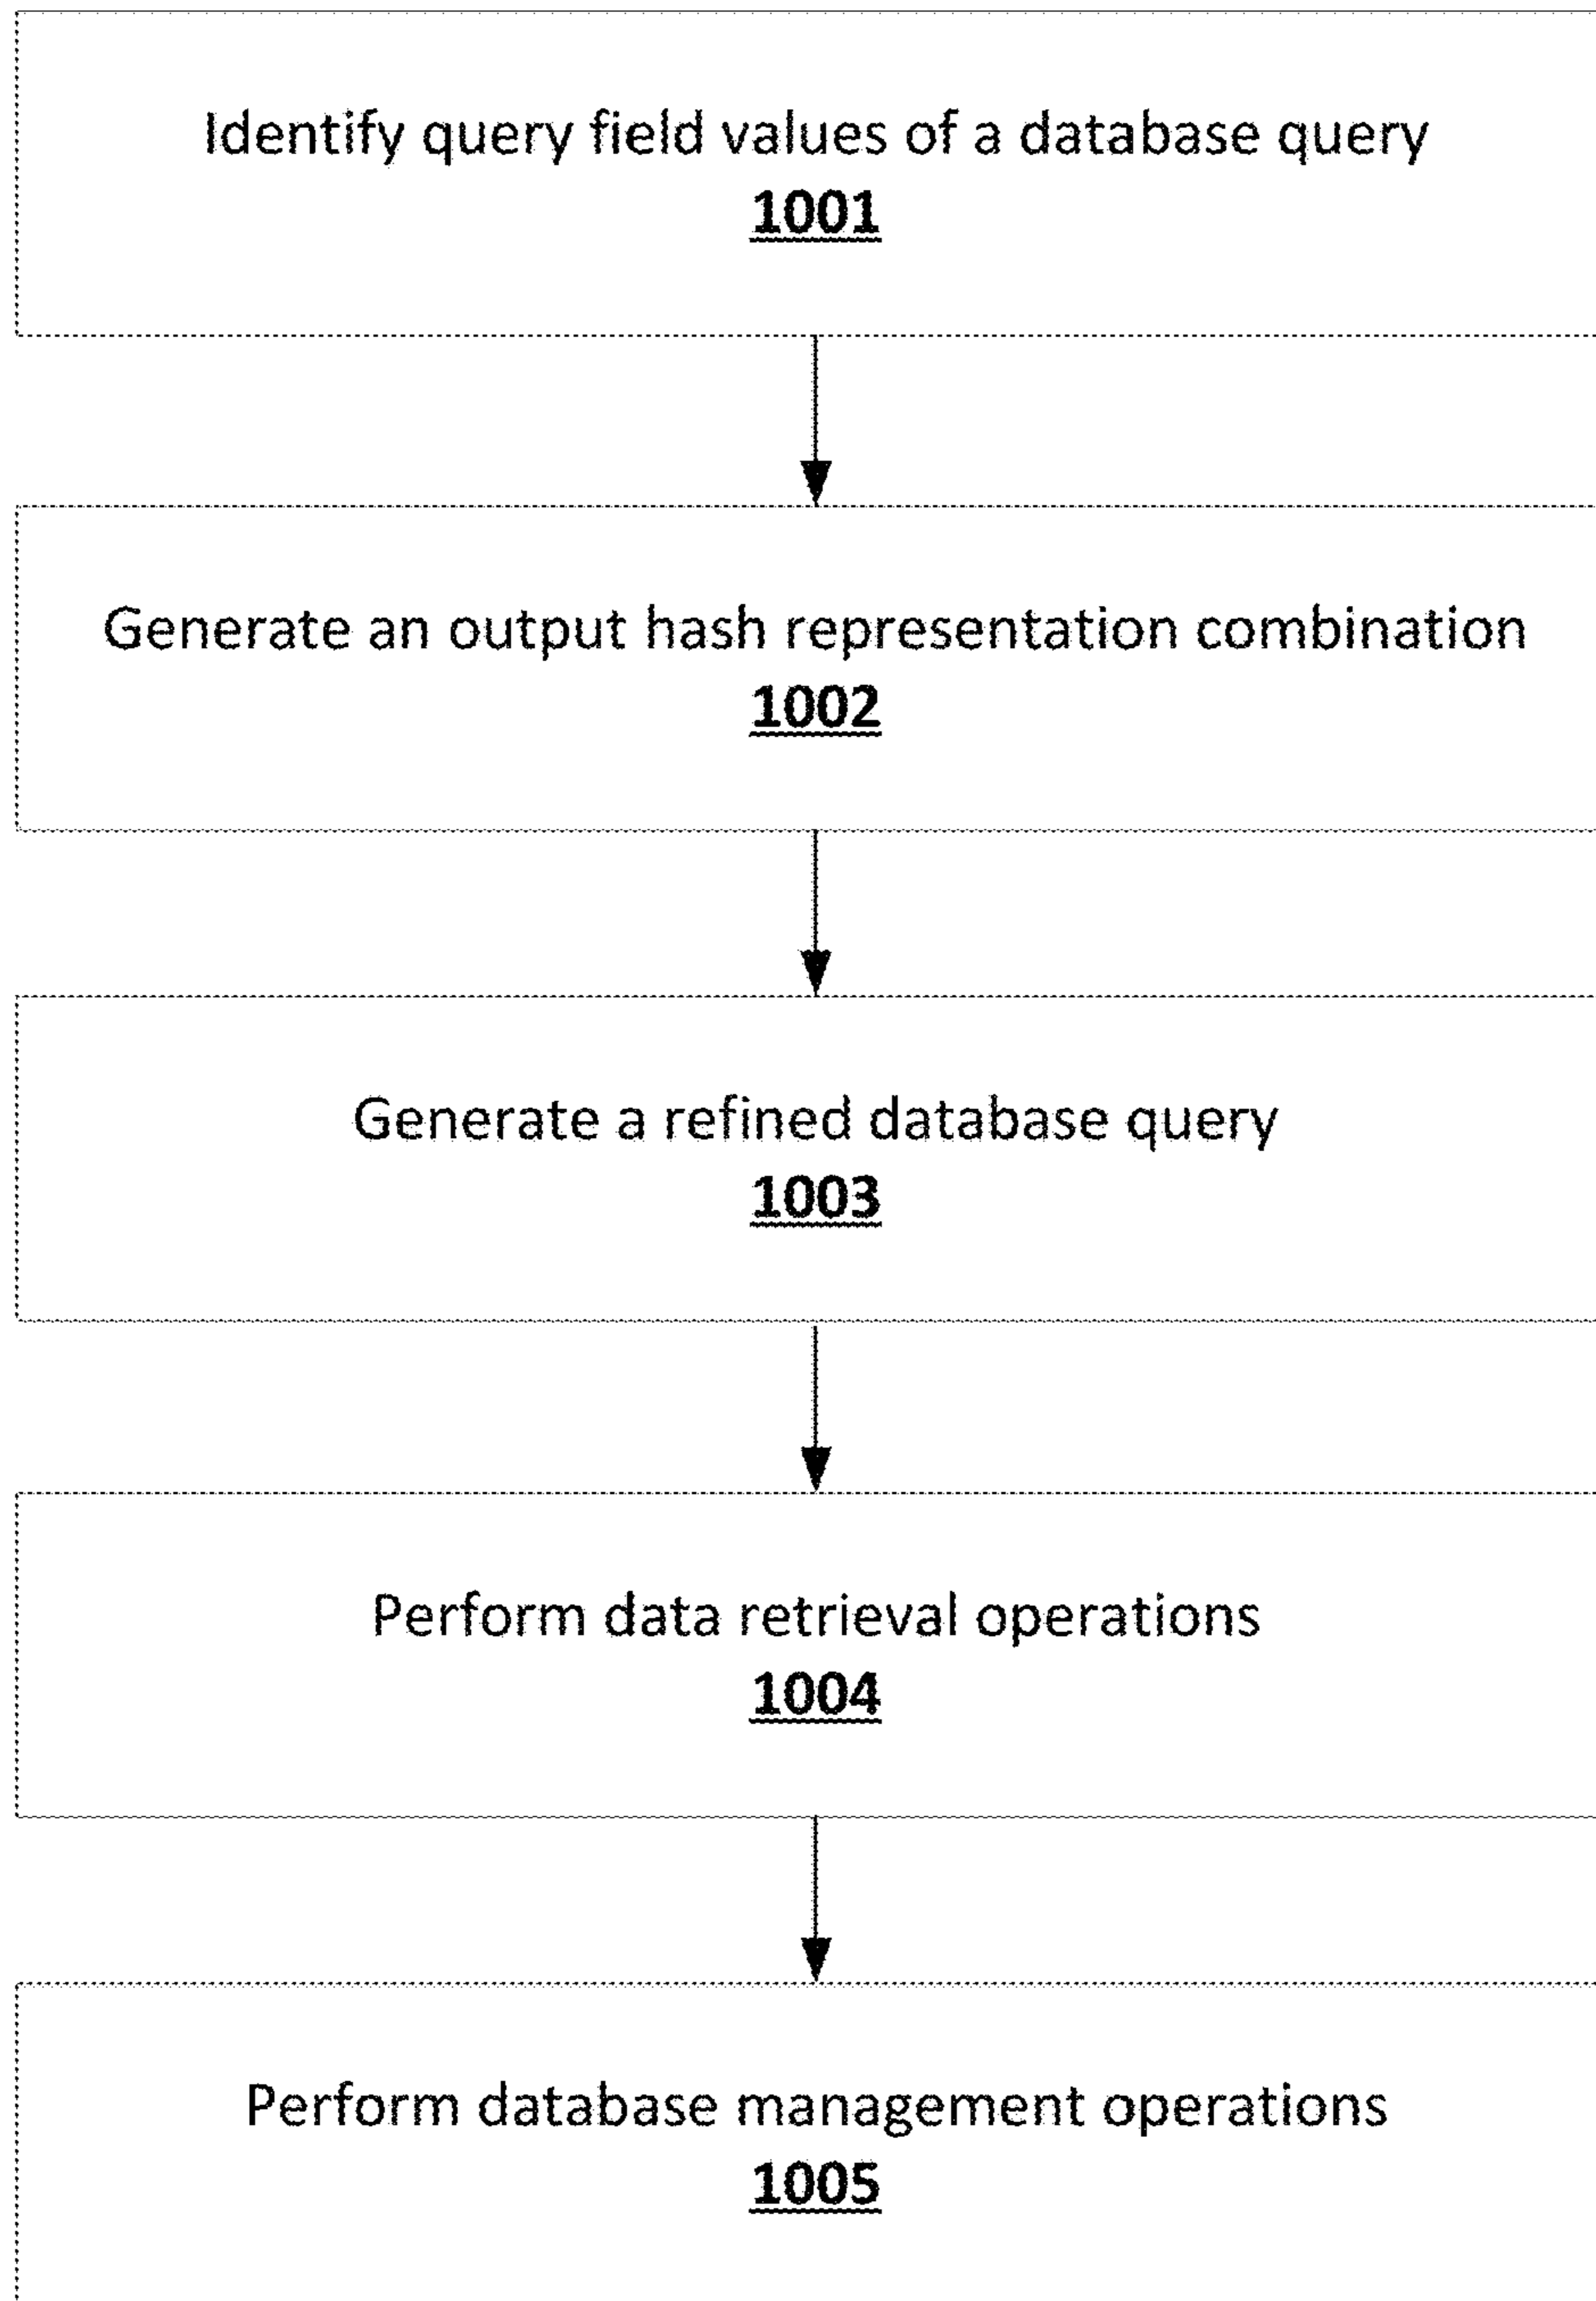 Identify query field values of a database query
1001
Generate an output hash representation combination
1002
Generate a refined database query
1003
Perform data retrieval operations
1004
Perform database management operations
1005